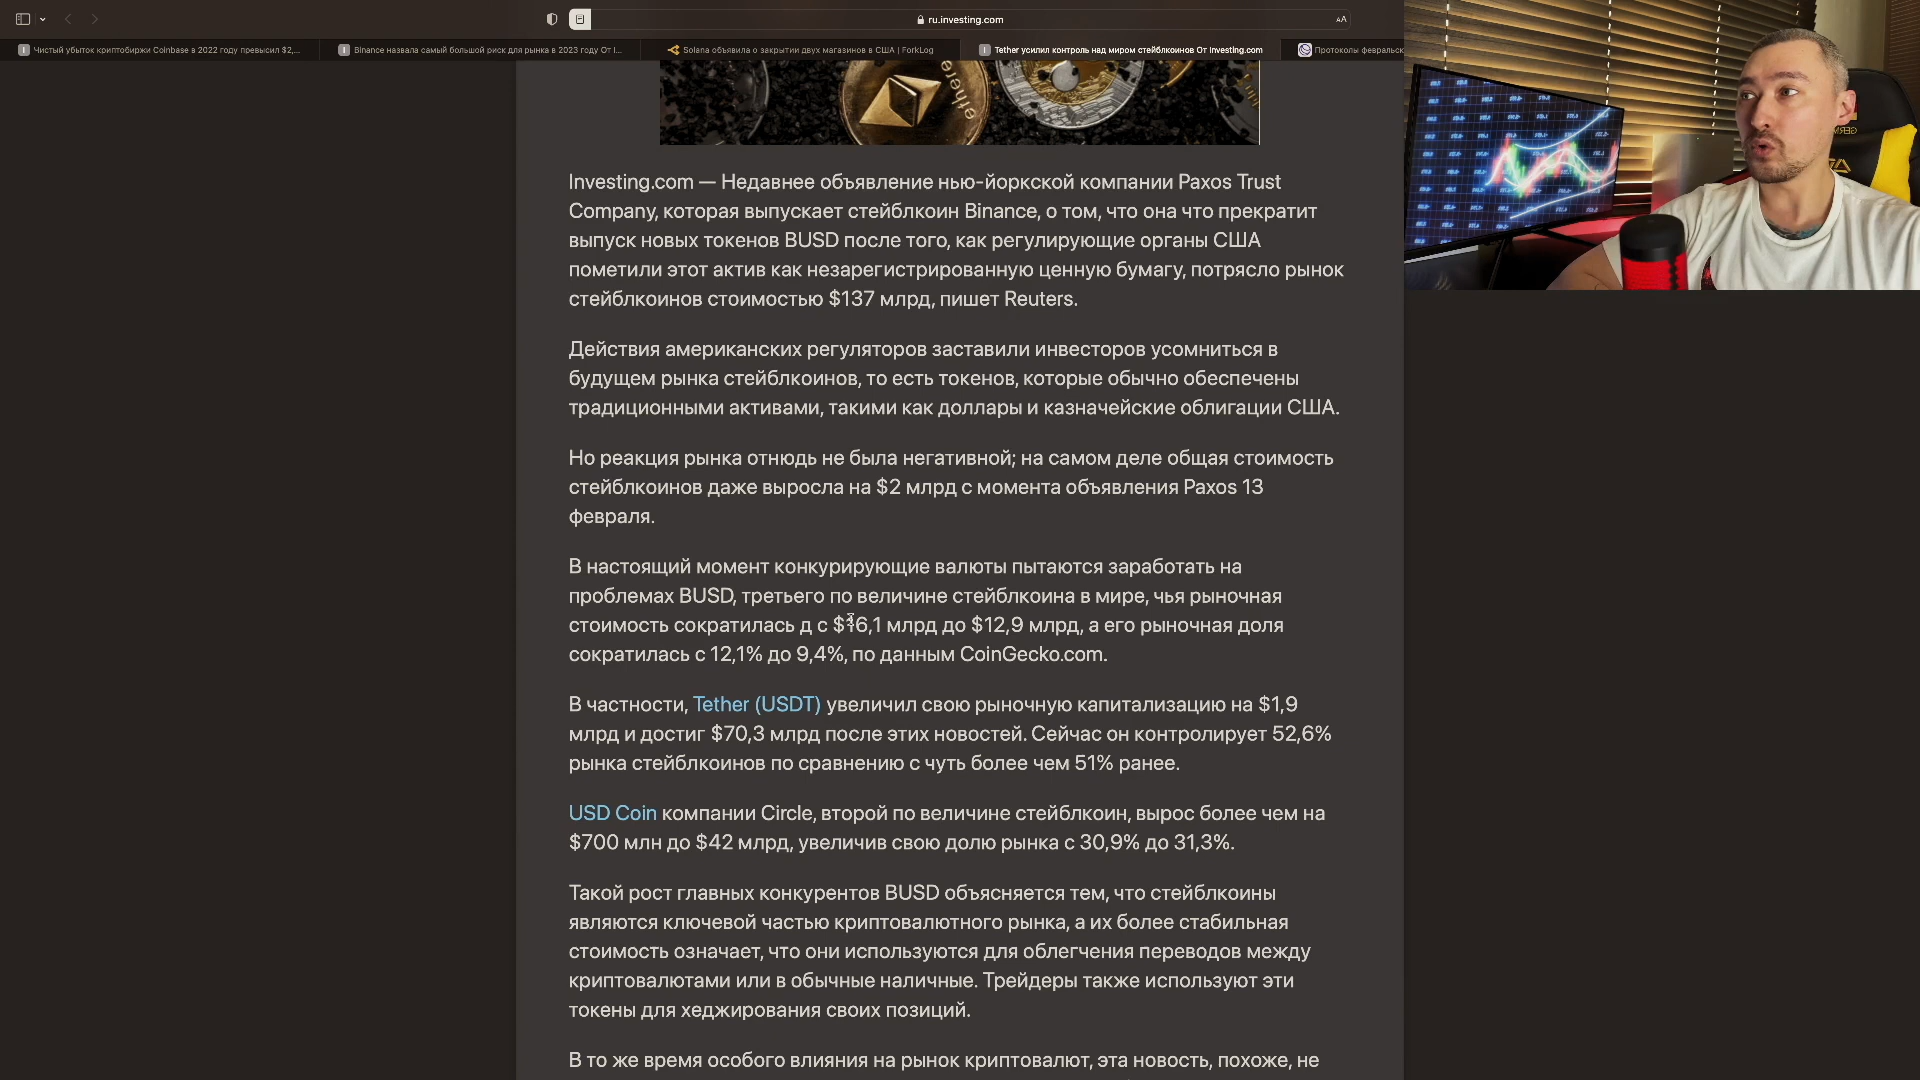 ru.investing.com
Чистый убыток криптобиржи Coinbase в 2022 году превысил $2,...
Binance назвала самый большой риск для рынка в 2023 году От I...
Solana объявила о закрытии двух магазинов в США | ForkLog
Tether усилил контроль над миром стейблкоинов От Investing.com
Протоколы февральск
Investing.com — Недавнее объявление нью-йоркской компании Paxos Trust
Company, которая выпускает стейблкоин Binance, о том, что она что прекратит
выпуск новых токенов BUSD после того, как регулирующие органы США
пометили этот актив как незарегистрированную ценную бумагу, потрясло рынок
стейблкоинов стоимостью $137 млрд, пишет Reuters.
Действия американских регуляторов заставили инвесторов усомниться в
будущем рынка стейблкоинов, то есть токенов, которые обычно обеспечены
традиционными активами, такими как доллары и казначейские облигации США.
Но реакция рынка отнюдь не была негативной; на самом деле общая стоимость
стейблкоинов даже выросла на $2 млрд с момента объявления Paxos 13
февраля.
В настоящий момент конкурирующие валюты пытаются заработать на
проблемах BUSD, третьего по величине стейблкоина в мире, чья рыночная
стоимость сократилась д с $16,1 млрд до $12,9 млрд, а его рыночная доля
сократилась с 12,1% до 9,4%, по данным CoinGecko.com.
В частности, Tether (USDT) увеличил свою рыночную капитализацию на $1,9
млрд и достиг $70,3 млрд после этих новостей. Сейчас он контролирует 52,6%
рынка стейблкоинов по сравнению с чуть более чем 51% ранее.
USD Coin компании Circle, второй по величине стейблкоин, вырос более чем на
$700 млн до $42 млрд, увеличив свою долю рынка с 30,9% до 31,3%.
Такой рост главных конкурентов BUSD объясняется тем, что стейблкоины
являются ключевой частью криптовалютного рынка, а их более стабильная
стоимость означает, что они используются для облегчения переводов между
криптовалютами или в обычные наличные. Трейдеры также используют эти
токены для хеджирования своих позиций.
В то же время особого влияния на рынок криптовалют, эта новость, похоже, не